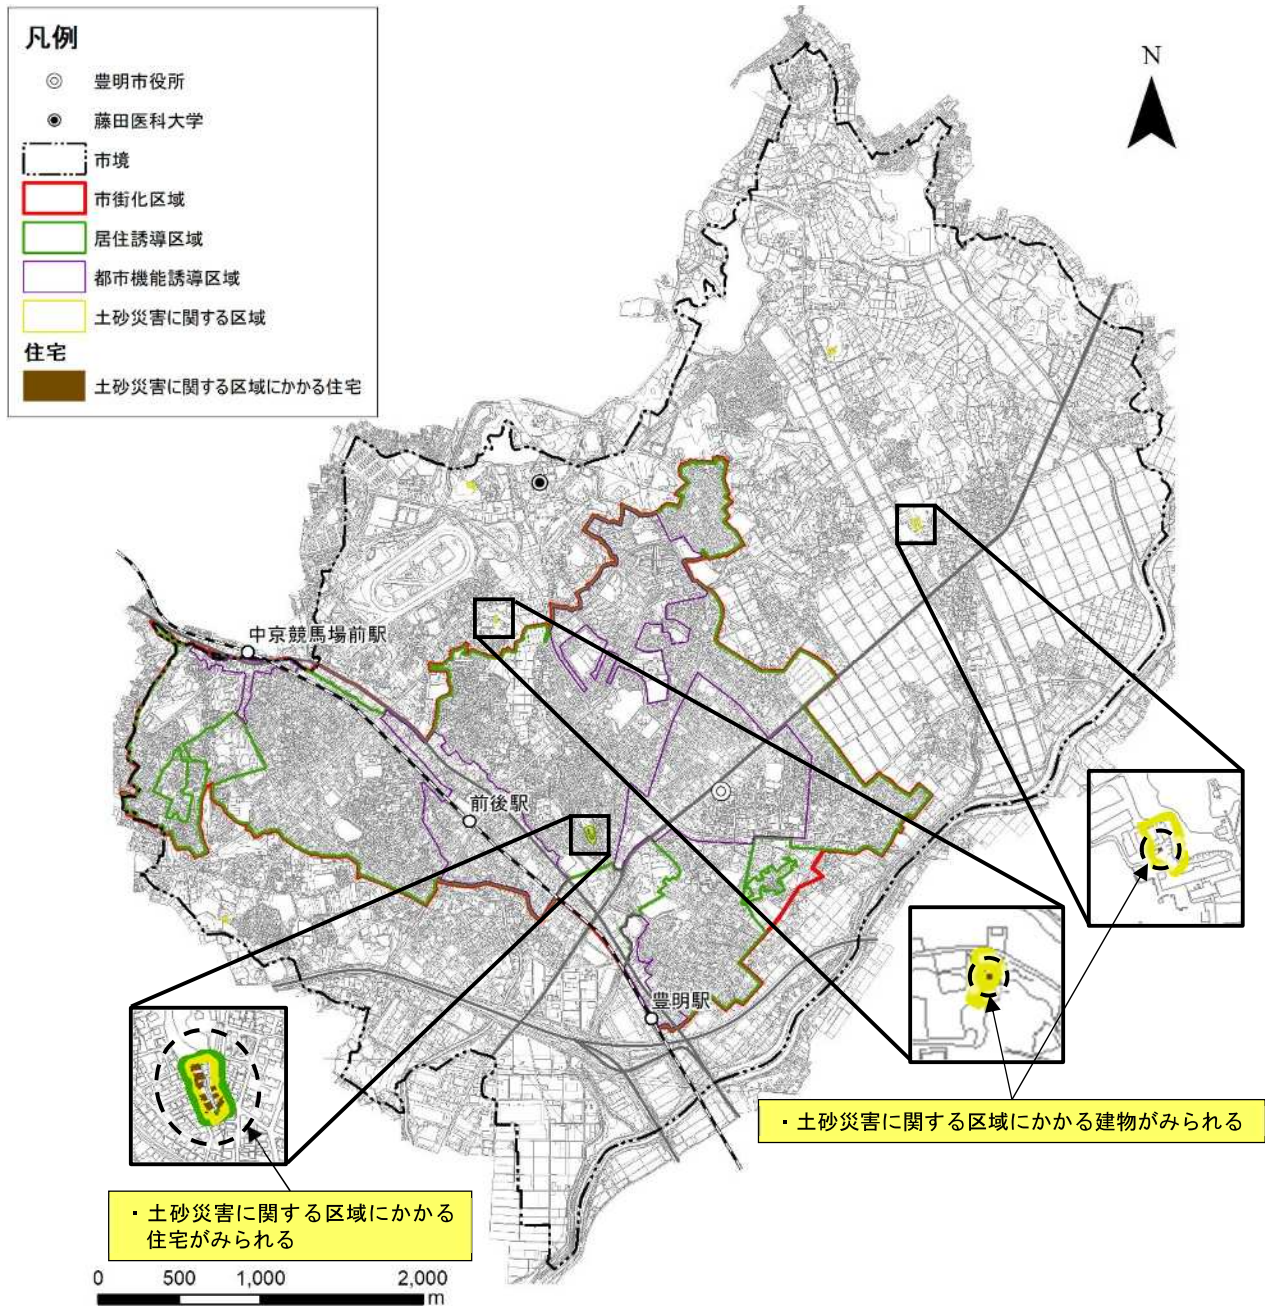 凡例
豊明市役所
藤田医科大学
市境
市街化区域
居住誘導区域
都市機能誘導区域
土砂災害に関する区域
住宅
土砂災害に関する区域にかかる住宅
N
中京競馬場前駅
前後駅
豊明駅
・土砂災害に関する区域にかかる建物がみられる
・土砂災害に関する区域にかかる
住宅がみられる
0 500 1,000 2,000
m